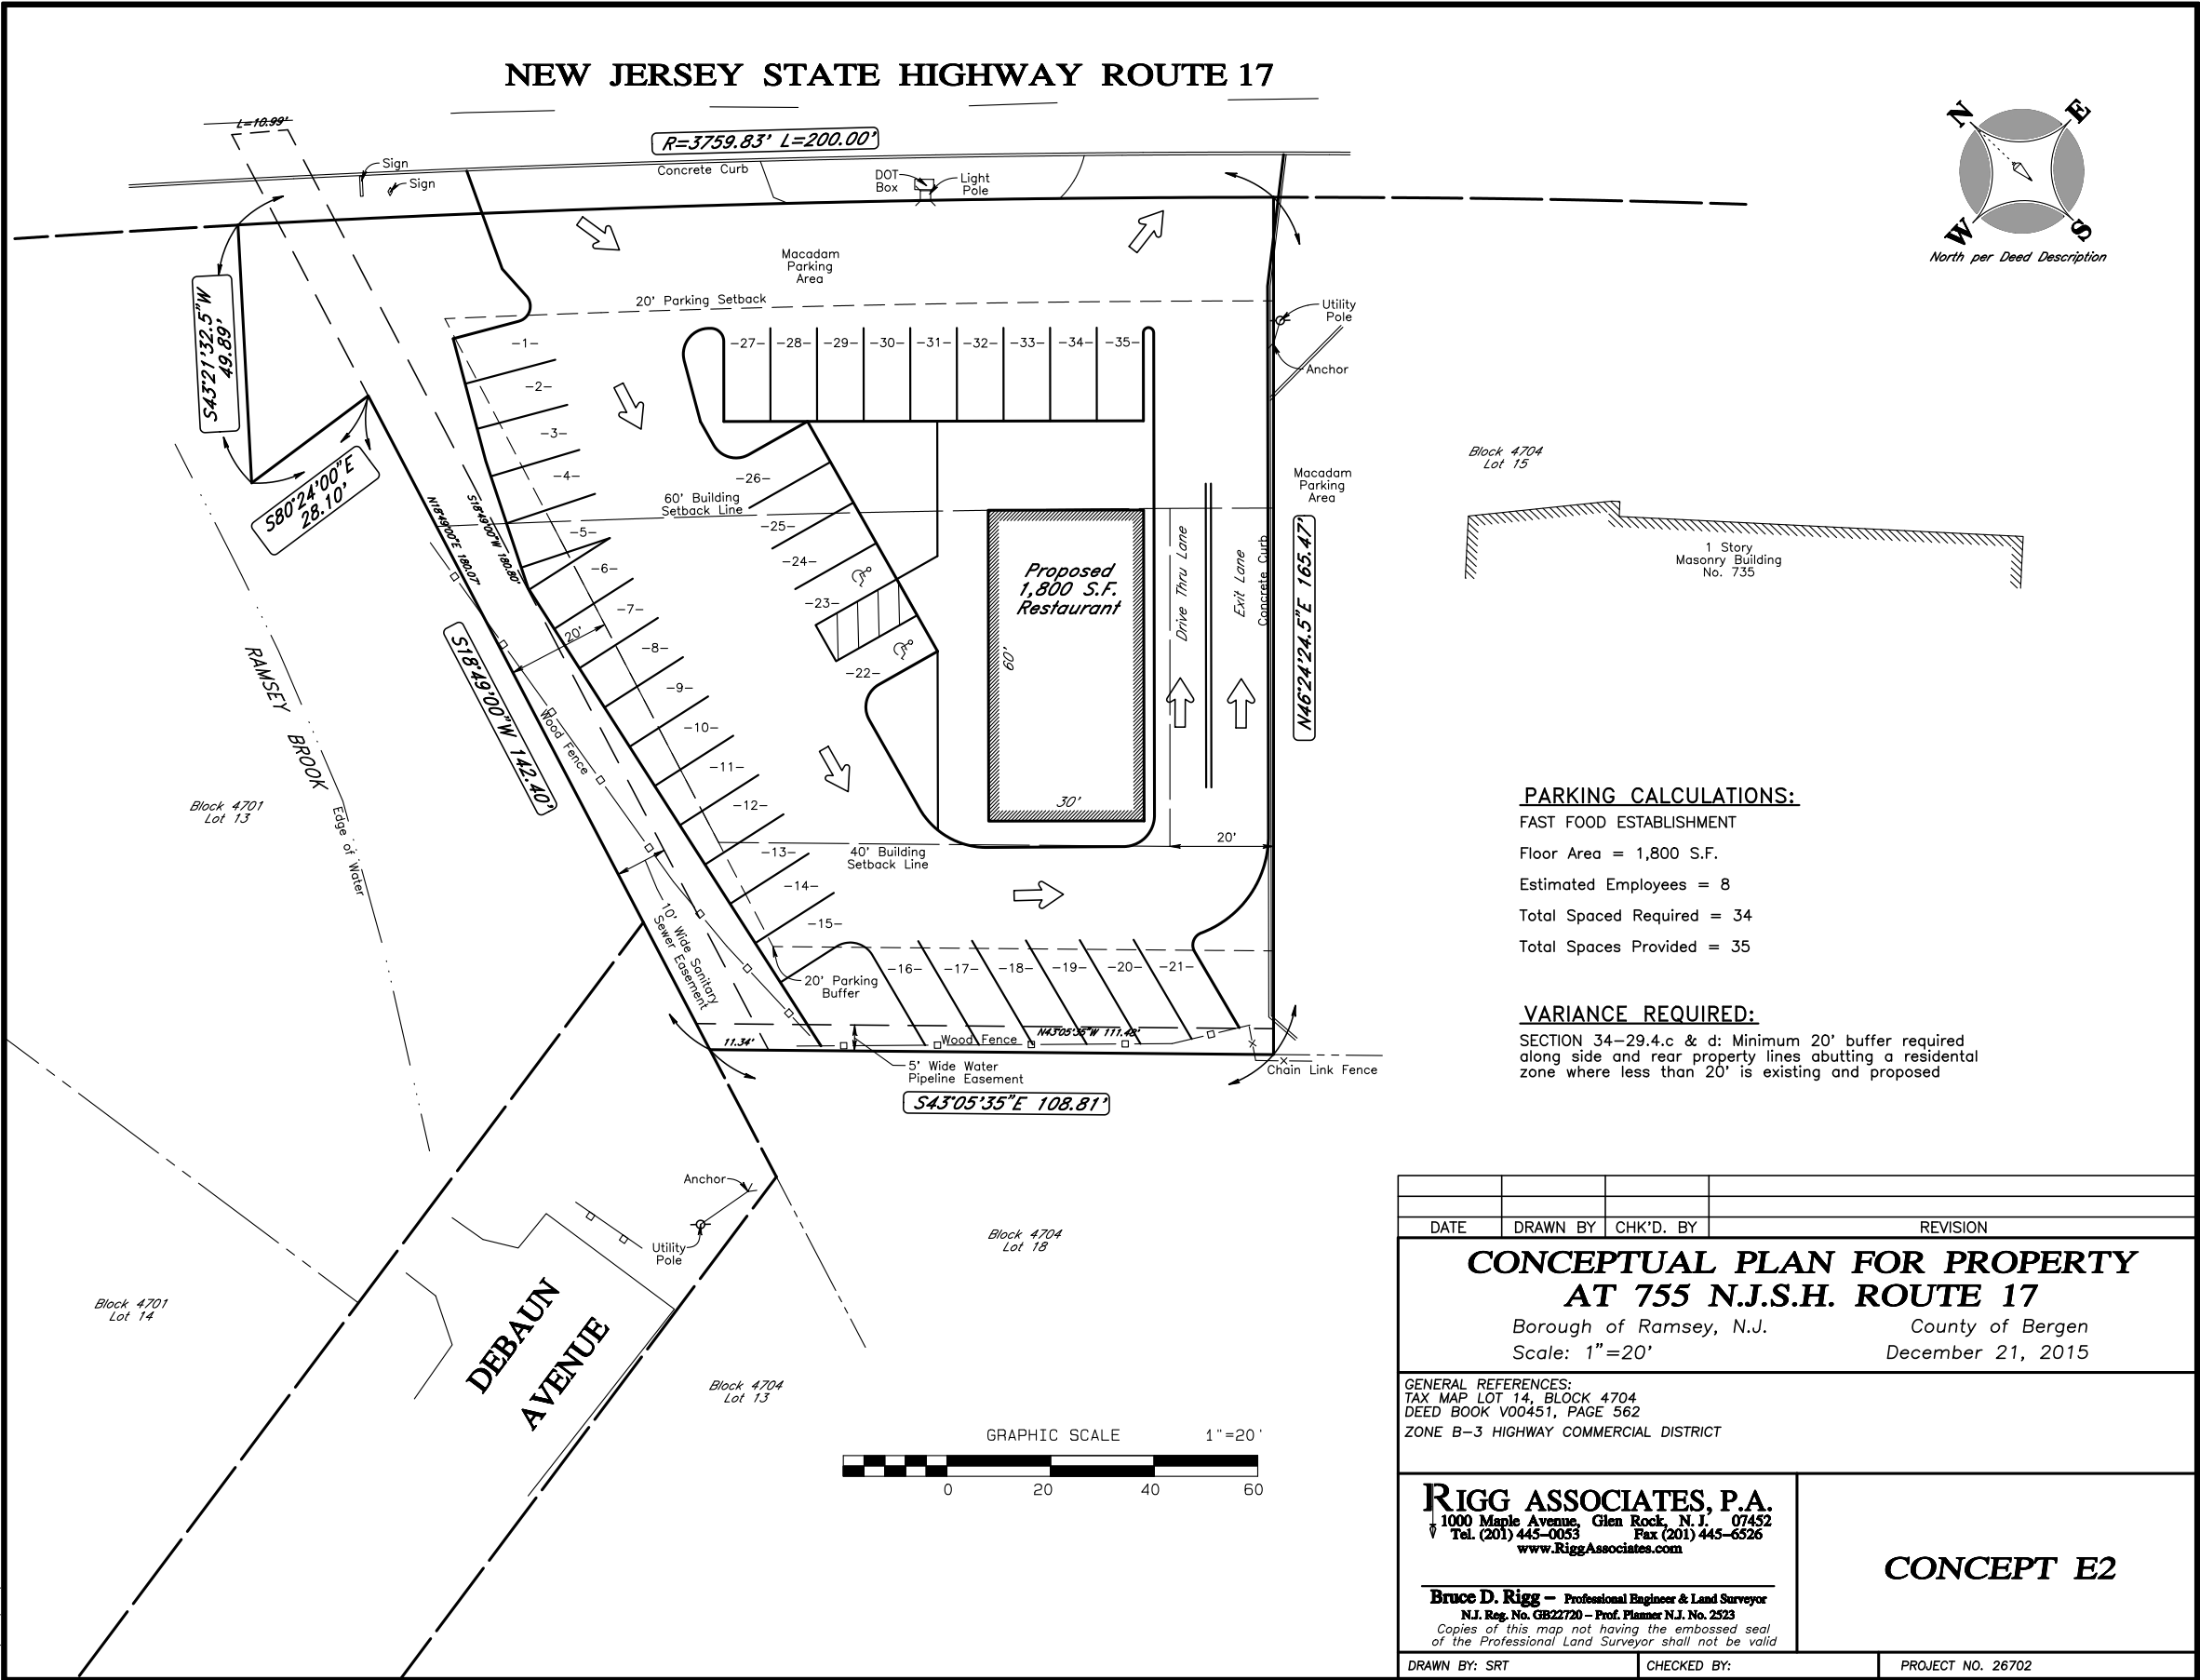 NEW JERSEY STATE HIGHWAY ROUTE 17
L=10.99'
R=3759.83' L=200.00'
Sign
Sign
Concrete Curb
DOT
Box
Light
Pole
N
E
W
S
North per Deed Description
Macadam
Parking
Area
20' Parking Setback
Utility
Pole
Anchor
S43°21'32.5"W
49.89'
S80°24'00"E
28.10'
-1-
-2-
-3-
-4-
-5-
-6-
-7-
-8-
-9-
-10-
-11-
-12-
-13-
-14-
-15-
-27-
-28-
-29-
-30-
-31-
-32-
-33-
-34-
-35-
-26-
-25-
-24-
-23-
-22-
60' Building
Setback Line
N18°49'00"E 180.07'
S18°49'00"W 180.80'
20'
S18°49'00"W 142.40'
Wood Fence
RAMSEY BROOK
Edge of Water
Block 4701
Lot 13
Proposed
1,800 S.F.
Restaurant
60'
30'
Drive Thru Lane
Exit Lane
Concrete Curb
N46°24'24.5"E 165.47'
Macadam
Parking
Area
Block 4704
Lot 15
1 Story
Masonry Building
No. 735
20'
40' Building
Setback Line
10' Wide Sanitary
Sewer Easement
20' Parking
Buffer
-16-
-17-
-18-
-19-
-20-
-21-
N43°05'35"W 111.48'
Wood Fence
11.34'
5' Wide Water
Pipeline Easement
Chain Link Fence
S43°05'35"E 108.81'
PARKING CALCULATIONS:
FAST FOOD ESTABLISHMENT
Floor Area = 1,800 S.F.
Estimated Employees = 8
Total Spaced Required = 34
Total Spaces Provided = 35
VARIANCE REQUIRED:
SECTION 34-29.4.c & d: Minimum 20' buffer required
along side and rear property lines abutting a residental
zone where less than 20' is existing and proposed
Anchor
Utility
Pole
DEBAUN
AVENUE
Block 4701
Lot 14
Block 4704
Lot 18
Block 4704
Lot 13
GRAPHIC SCALE 1"=20'
0 20 40 60
DATE DRAWN BY CHK'D. BY REVISION
CONCEPTUAL PLAN FOR PROPERTY
AT 755 N.J.S.H. ROUTE 17
Borough of Ramsey, N.J. County of Bergen
Scale: 1"=20' December 21, 2015
GENERAL REFERENCES:
TAX MAP LOT 14, BLOCK 4704
DEED BOOK V00451, PAGE 562
ZONE B-3 HIGHWAY COMMERCIAL DISTRICT
RIGG ASSOCIATES, P.A.
1000 Maple Avenue, Glen Rock, N. J. 07452
Tel. (201) 445-0053 Fax (201) 445-6526
www.RiggAssociates.com
Bruce D. Rigg - Professional Engineer & Land Surveyor
N.J. Reg. No. GB22720 - Prof. Planner N.J. No. 2523
Copies of this map not having the embossed seal
of the Professional Land Surveyor shall not be valid
CONCEPT E2
DRAWN BY: SRT CHECKED BY: PROJECT NO. 26702